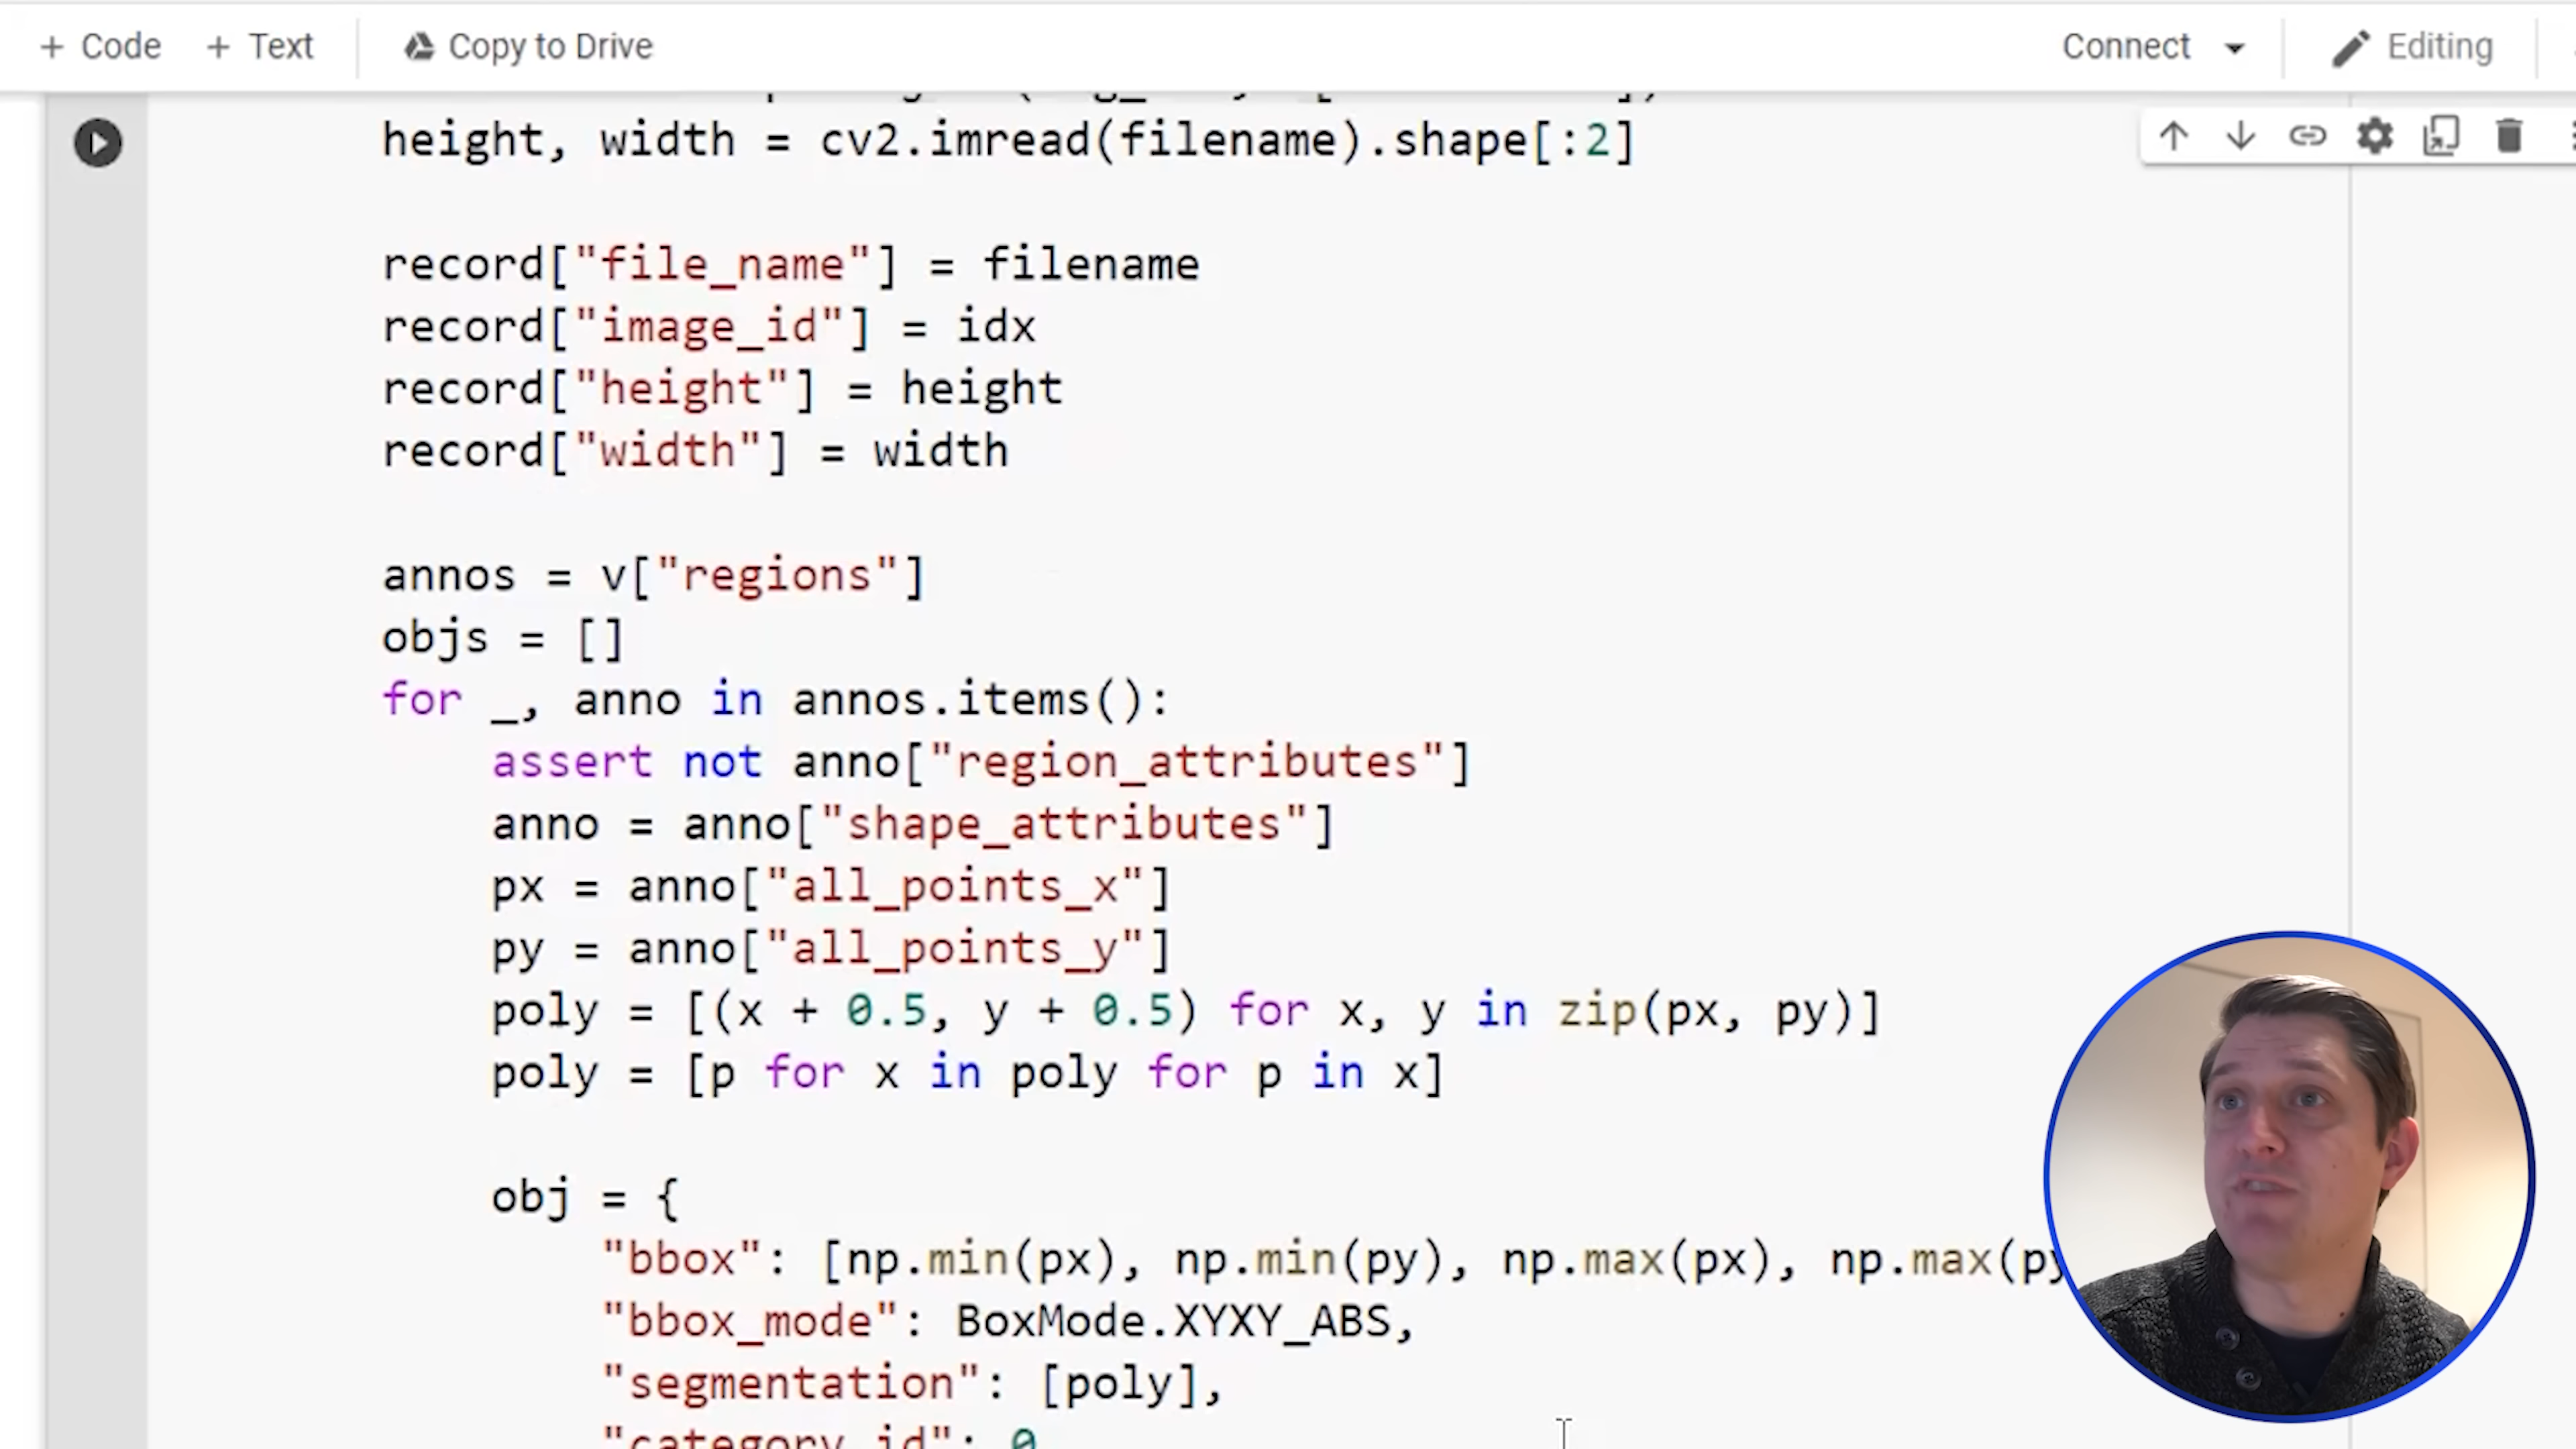 + Code + Text Copy to Drive Connect Editing
height, width = cv2.imread(filename).shape[:2]
record["file_name"] = filename
record["image_id"] = idx
record["height"] = height
record["width"] = width
annos = v["regions"]
objs = []
for _, anno in annos.items():
assert not anno["region_attributes"]
anno = anno["shape_attributes"]
px = anno["all_points_x"]
py = anno["all_points_y"]
poly = [(x + 0.5, y + 0.5) for x, y in zip(px, py)]
poly = [p for x in poly for p in x]
obj = {
"bbox": [np.min(px), np.min(py), np.max(px), np.max(py
"bbox_mode": BoxMode.XYXY_ABS,
"segmentation": [poly],
"category_id": 0